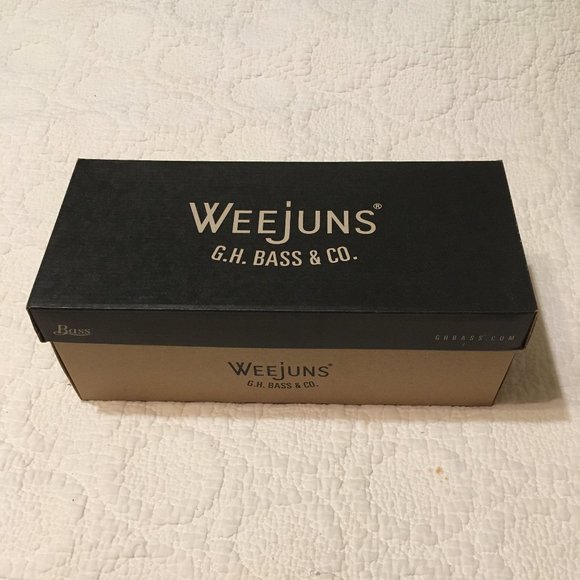 WEEJUNS®
G.H. BASS & CO.
Bass
GHBASS.COM
WEEJUNS
G.H. BASS & CO.